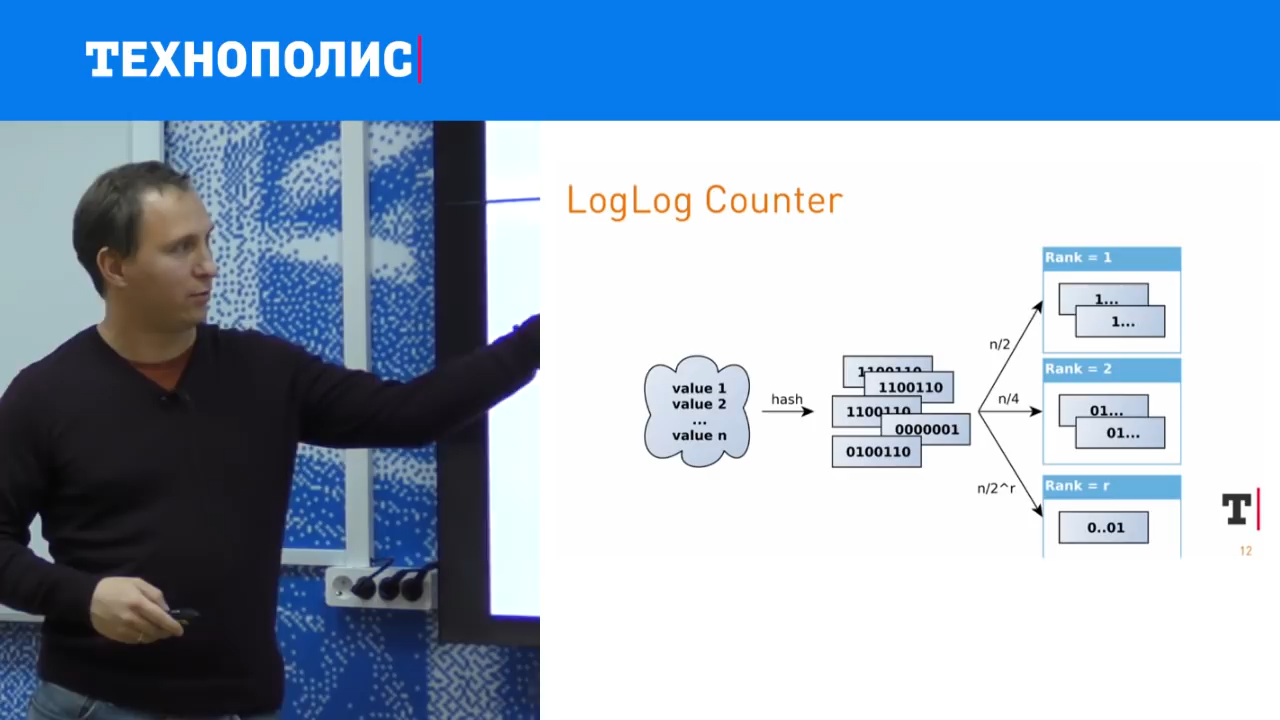 ТЕХНОПОЛИС
LogLog Counter
value 1
value 2
...
value n
hash
1100110
1100110
1100110
0000001
0100110
n/2
n/4
n/2^r
Rank = 1
1...
1...
Rank = 2
01...
01...
Rank = r
0..01
T
12